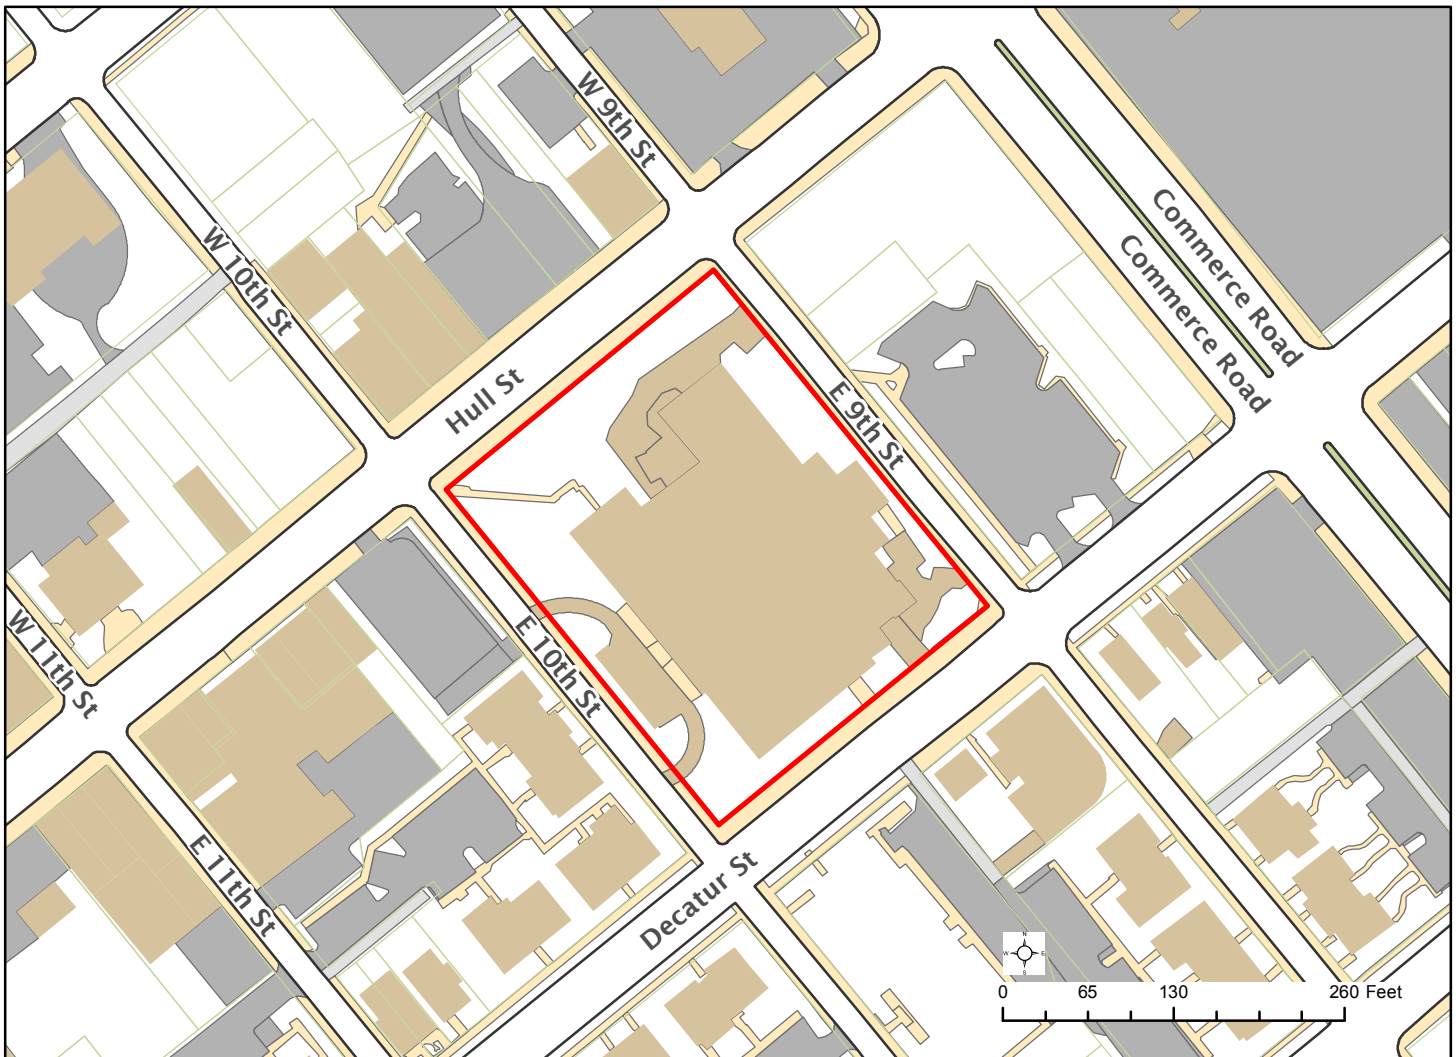 W 9th St
Commerce Road
Commerce Road
W 10th St
Hull St
E 9th St
W 11th St
E 10th St
E 11th St
Decatur St
N
W E
S
0 65 130 260 Feet